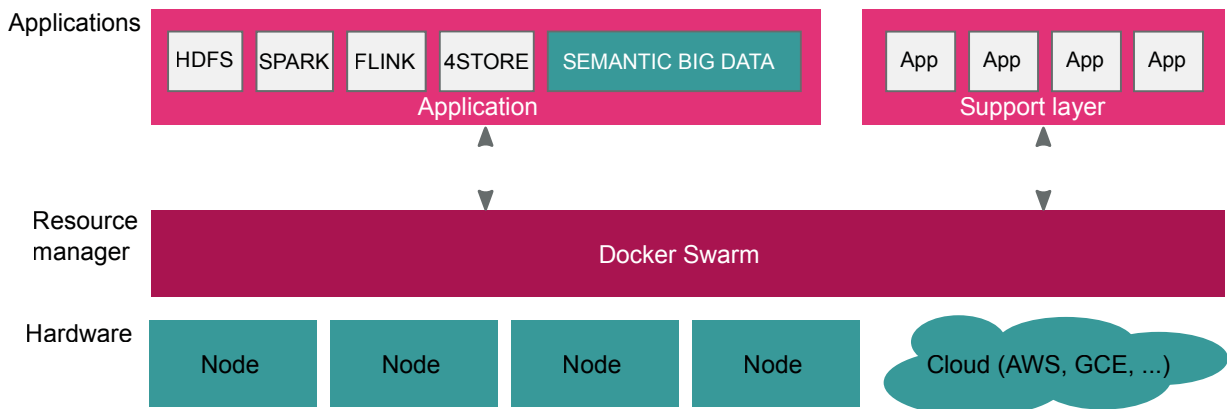 Applications
HDFS SPARK FLINK 4STORE SEMANTIC BIG DATA
Application
App App App App
Support layer
Resource
manager
Docker Swarm
Hardware
Node Node Node Node Cloud (AWS, GCE, ...)